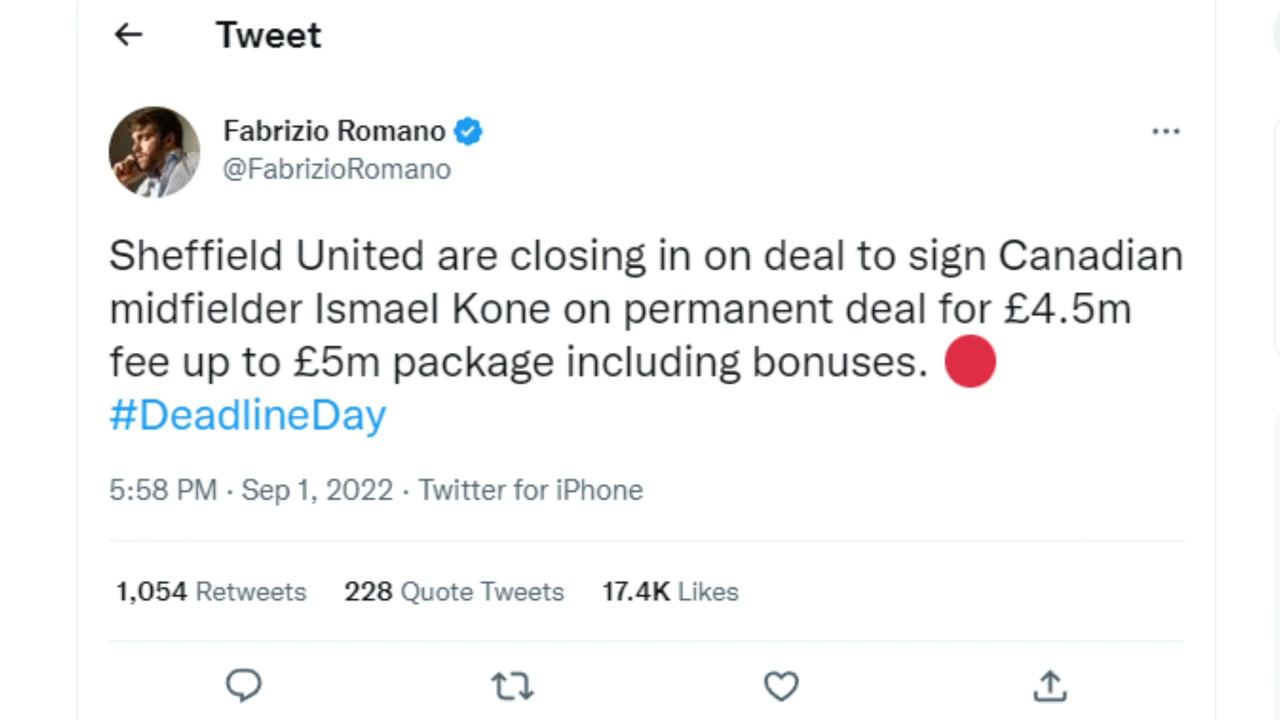 Tweet
Fabrizio Romano
@FabrizioRomano
Sheffield United are closing in on deal to sign Canadian
midfielder Ismael Kone on permanent deal for £4.5m
fee up to £5m package including bonuses. 🔴
#DeadlineDay
5:58 PM · Sep 1, 2022 · Twitter for iPhone
1,054 Retweets 228 Quote Tweets 17.4K Likes